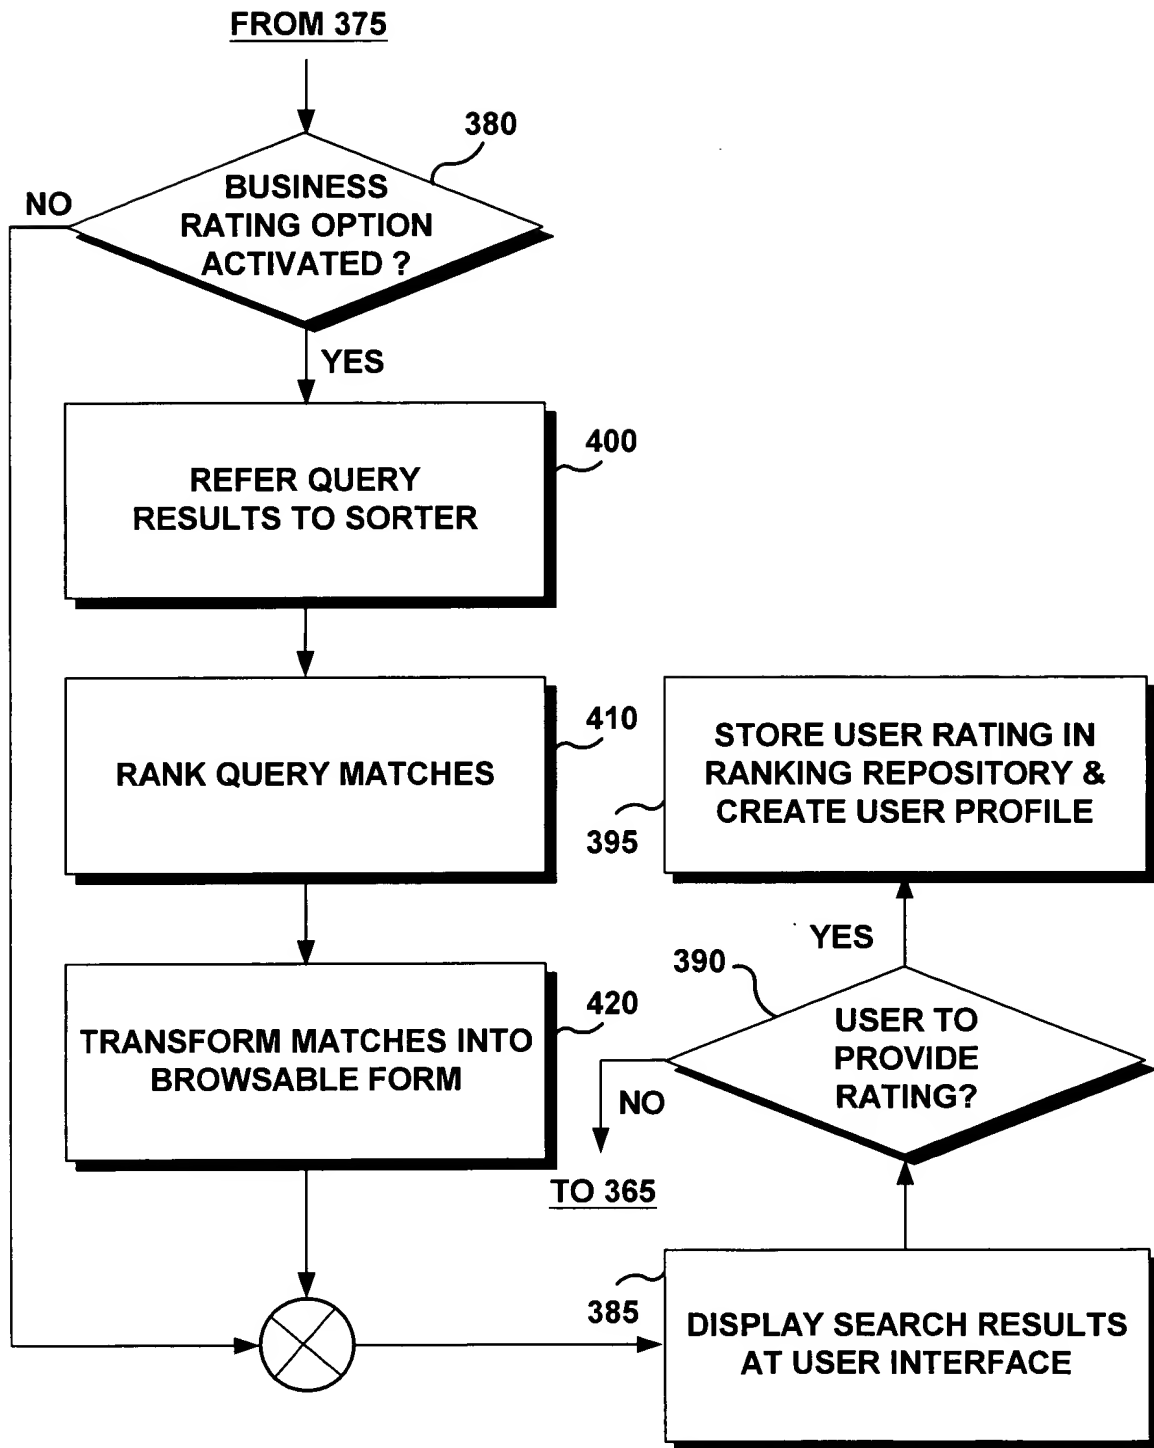 FROM 375
380
BUSINESS
RATING OPTION
ACTIVATED ?
NO
YES
400
REFER QUERY
RESULTS TO SORTER
410
RANK QUERY MATCHES
STORE USER RATING IN
RANKING REPOSITORY &
CREATE USER PROFILE
395
YES
390
420
TRANSFORM MATCHES INTO
BROWSABLE FORM
USER TO
PROVIDE
RATING?
NO
TO 365
385
DISPLAY SEARCH RESULTS
AT USER INTERFACE